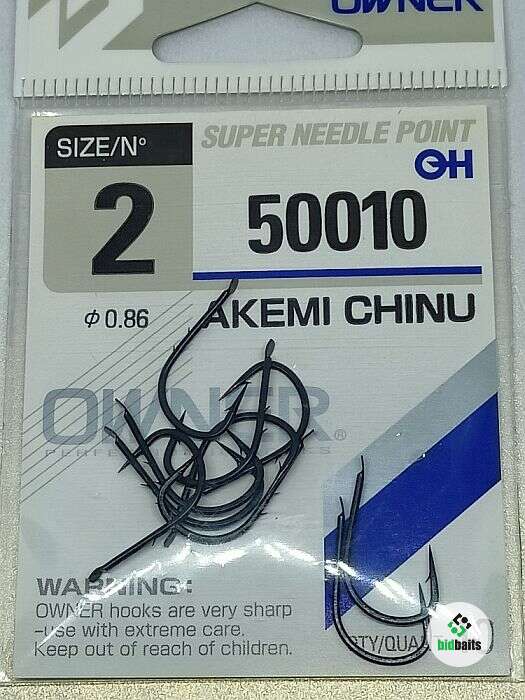 OWNER
SIZE/Nº
2
SUPER NEEDLE POINT
OH
50010
φ 0.86
AKEMI CHINU
OWNER®
WARNING:
OWNER hooks are very sharp
-use with extreme care.
Keep out of reach of children.
bidbaits